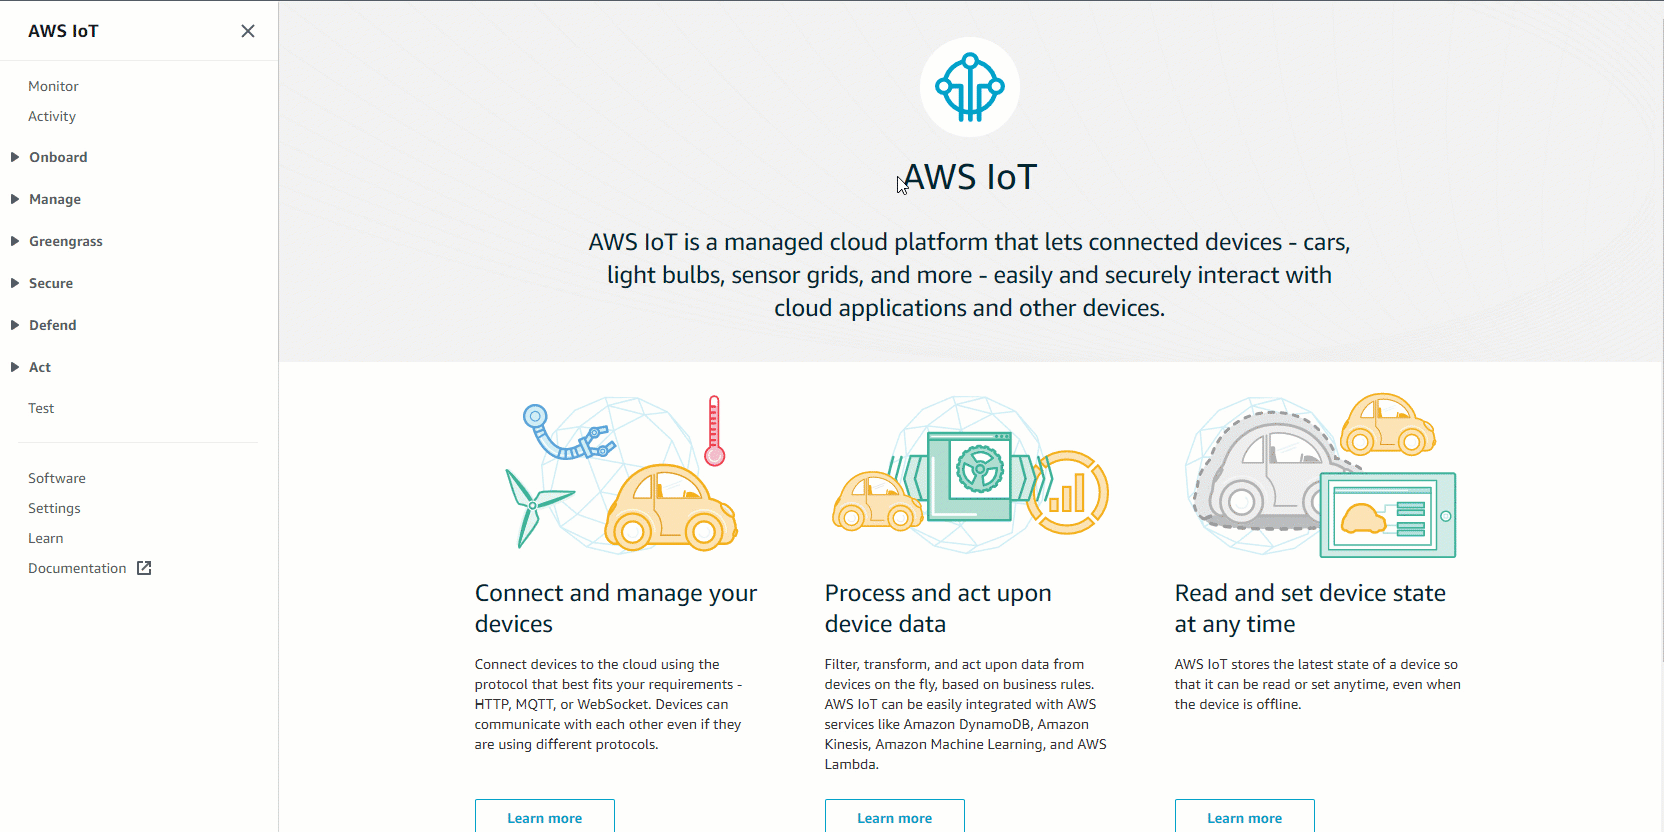 AWS IoT
Monitor
Activity
Onboard
Manage
Greengrass
Secure
Defend
Act
Test
Software
Settings
Learn
Documentation
AWS IoT
AWS IoT is a managed cloud platform that lets connected devices - cars,
light bulbs, sensor grids, and more - easily and securely interact with
cloud applications and other devices.
Connect and manage your
devices
Connect devices to the cloud using the
protocol that best fits your requirements -
HTTP, MQTT, or WebSocket. Devices can
communicate with each other even if they
are using different protocols.
Learn more
Process and act upon
device data
Filter, transform, and act upon data from
devices on the fly, based on business rules.
AWS IoT can be easily integrated with AWS
services like Amazon DynamoDB, Amazon
Kinesis, Amazon Machine Learning, and AWS
Lambda.
Learn more
Read and set device state
at any time
AWS IoT stores the latest state of a device so
that it can be read or set anytime, even when
the device is offline.
Learn more